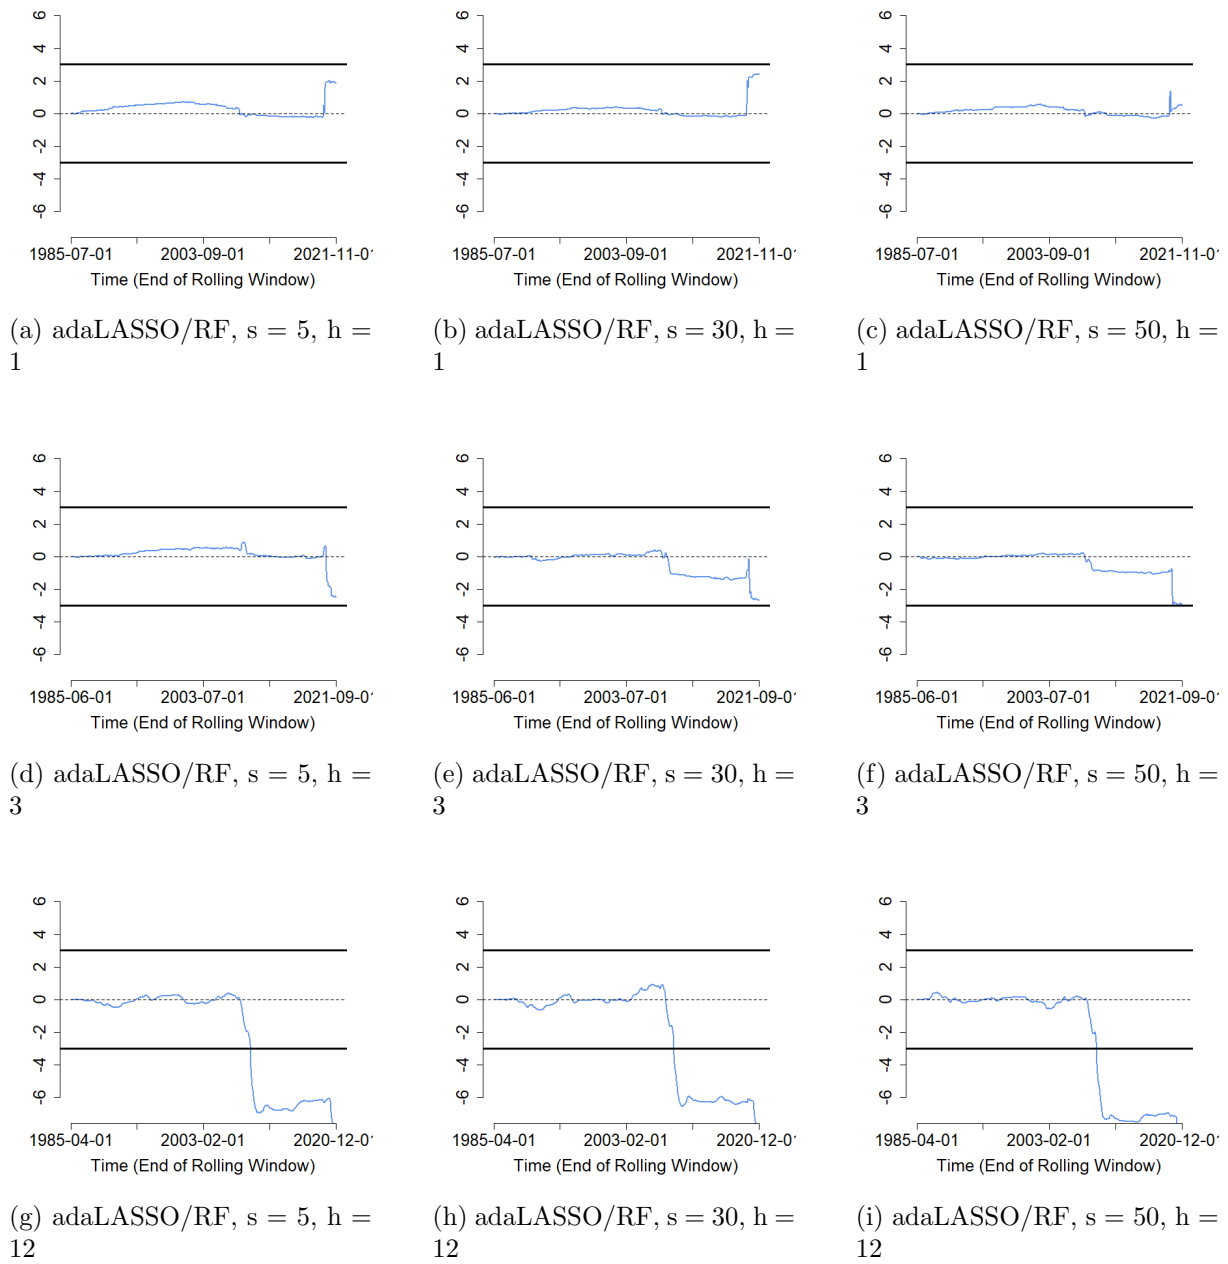 6 4 2 0 -2 -4 -6
1985-07-01 2003-09-01 2021-11-01
Time (End of Rolling Window)
(a) adaLASSO/RF, s = 5, h =
1
6 4 2 0 -2 -4 -6
1985-07-01 2003-09-01 2021-11-01
Time (End of Rolling Window)
(b) adaLASSO/RF, s = 30, h =
1
6 4 2 0 -2 -4 -6
1985-07-01 2003-09-01 2021-11-01
Time (End of Rolling Window)
(c) adaLASSO/RF, s = 50, h =
1
6 4 2 0 -2 -4 -6
1985-06-01 2003-07-01 2021-09-01
Time (End of Rolling Window)
(d) adaLASSO/RF, s = 5, h =
3
6 4 2 0 -2 -4 -6
1985-06-01 2003-07-01 2021-09-01
Time (End of Rolling Window)
(e) adaLASSO/RF, s = 30, h =
3
6 4 2 0 -2 -4 -6
1985-06-01 2003-07-01 2021-09-01
Time (End of Rolling Window)
(f) adaLASSO/RF, s = 50, h =
3
6 4 2 0 -2 -4 -6
1985-04-01 2003-02-01 2020-12-01
Time (End of Rolling Window)
(g) adaLASSO/RF, s = 5, h =
12
6 4 2 0 -2 -4 -6
1985-04-01 2003-02-01 2020-12-01
Time (End of Rolling Window)
(h) adaLASSO/RF, s = 30, h =
12
6 4 2 0 -2 -4 -6
1985-04-01 2003-02-01 2020-12-01
Time (End of Rolling Window)
(i) adaLASSO/RF, s = 50, h =
12